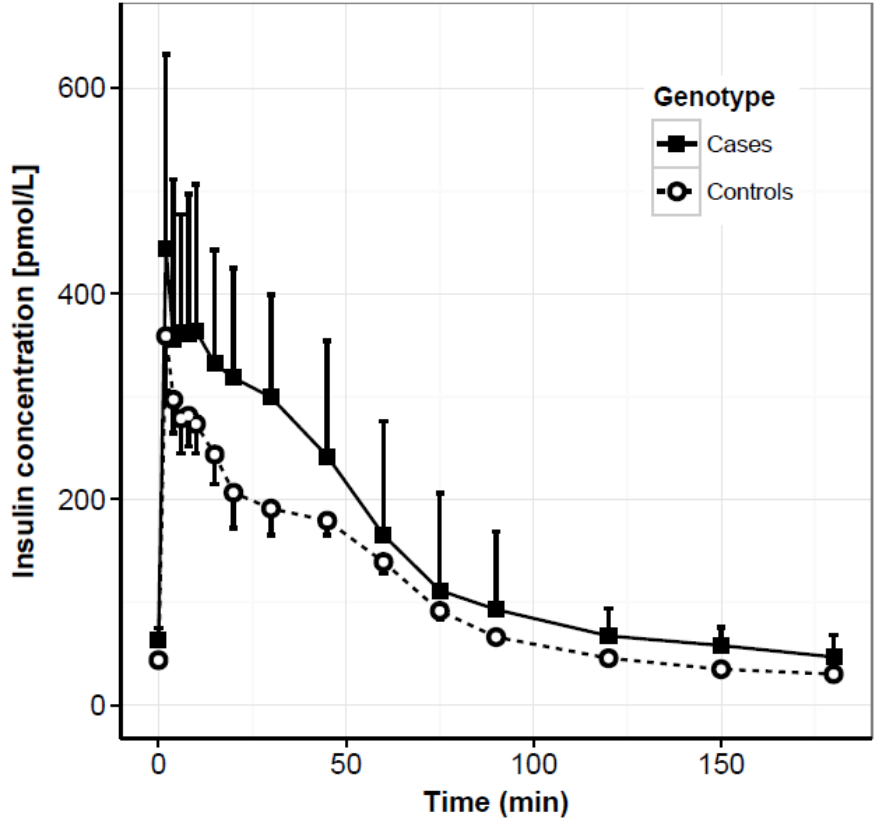 Insulin concentration [pmol/L]
600
400
200
0
Genotype
Cases
Controls
0 50 100 150
Time (min)